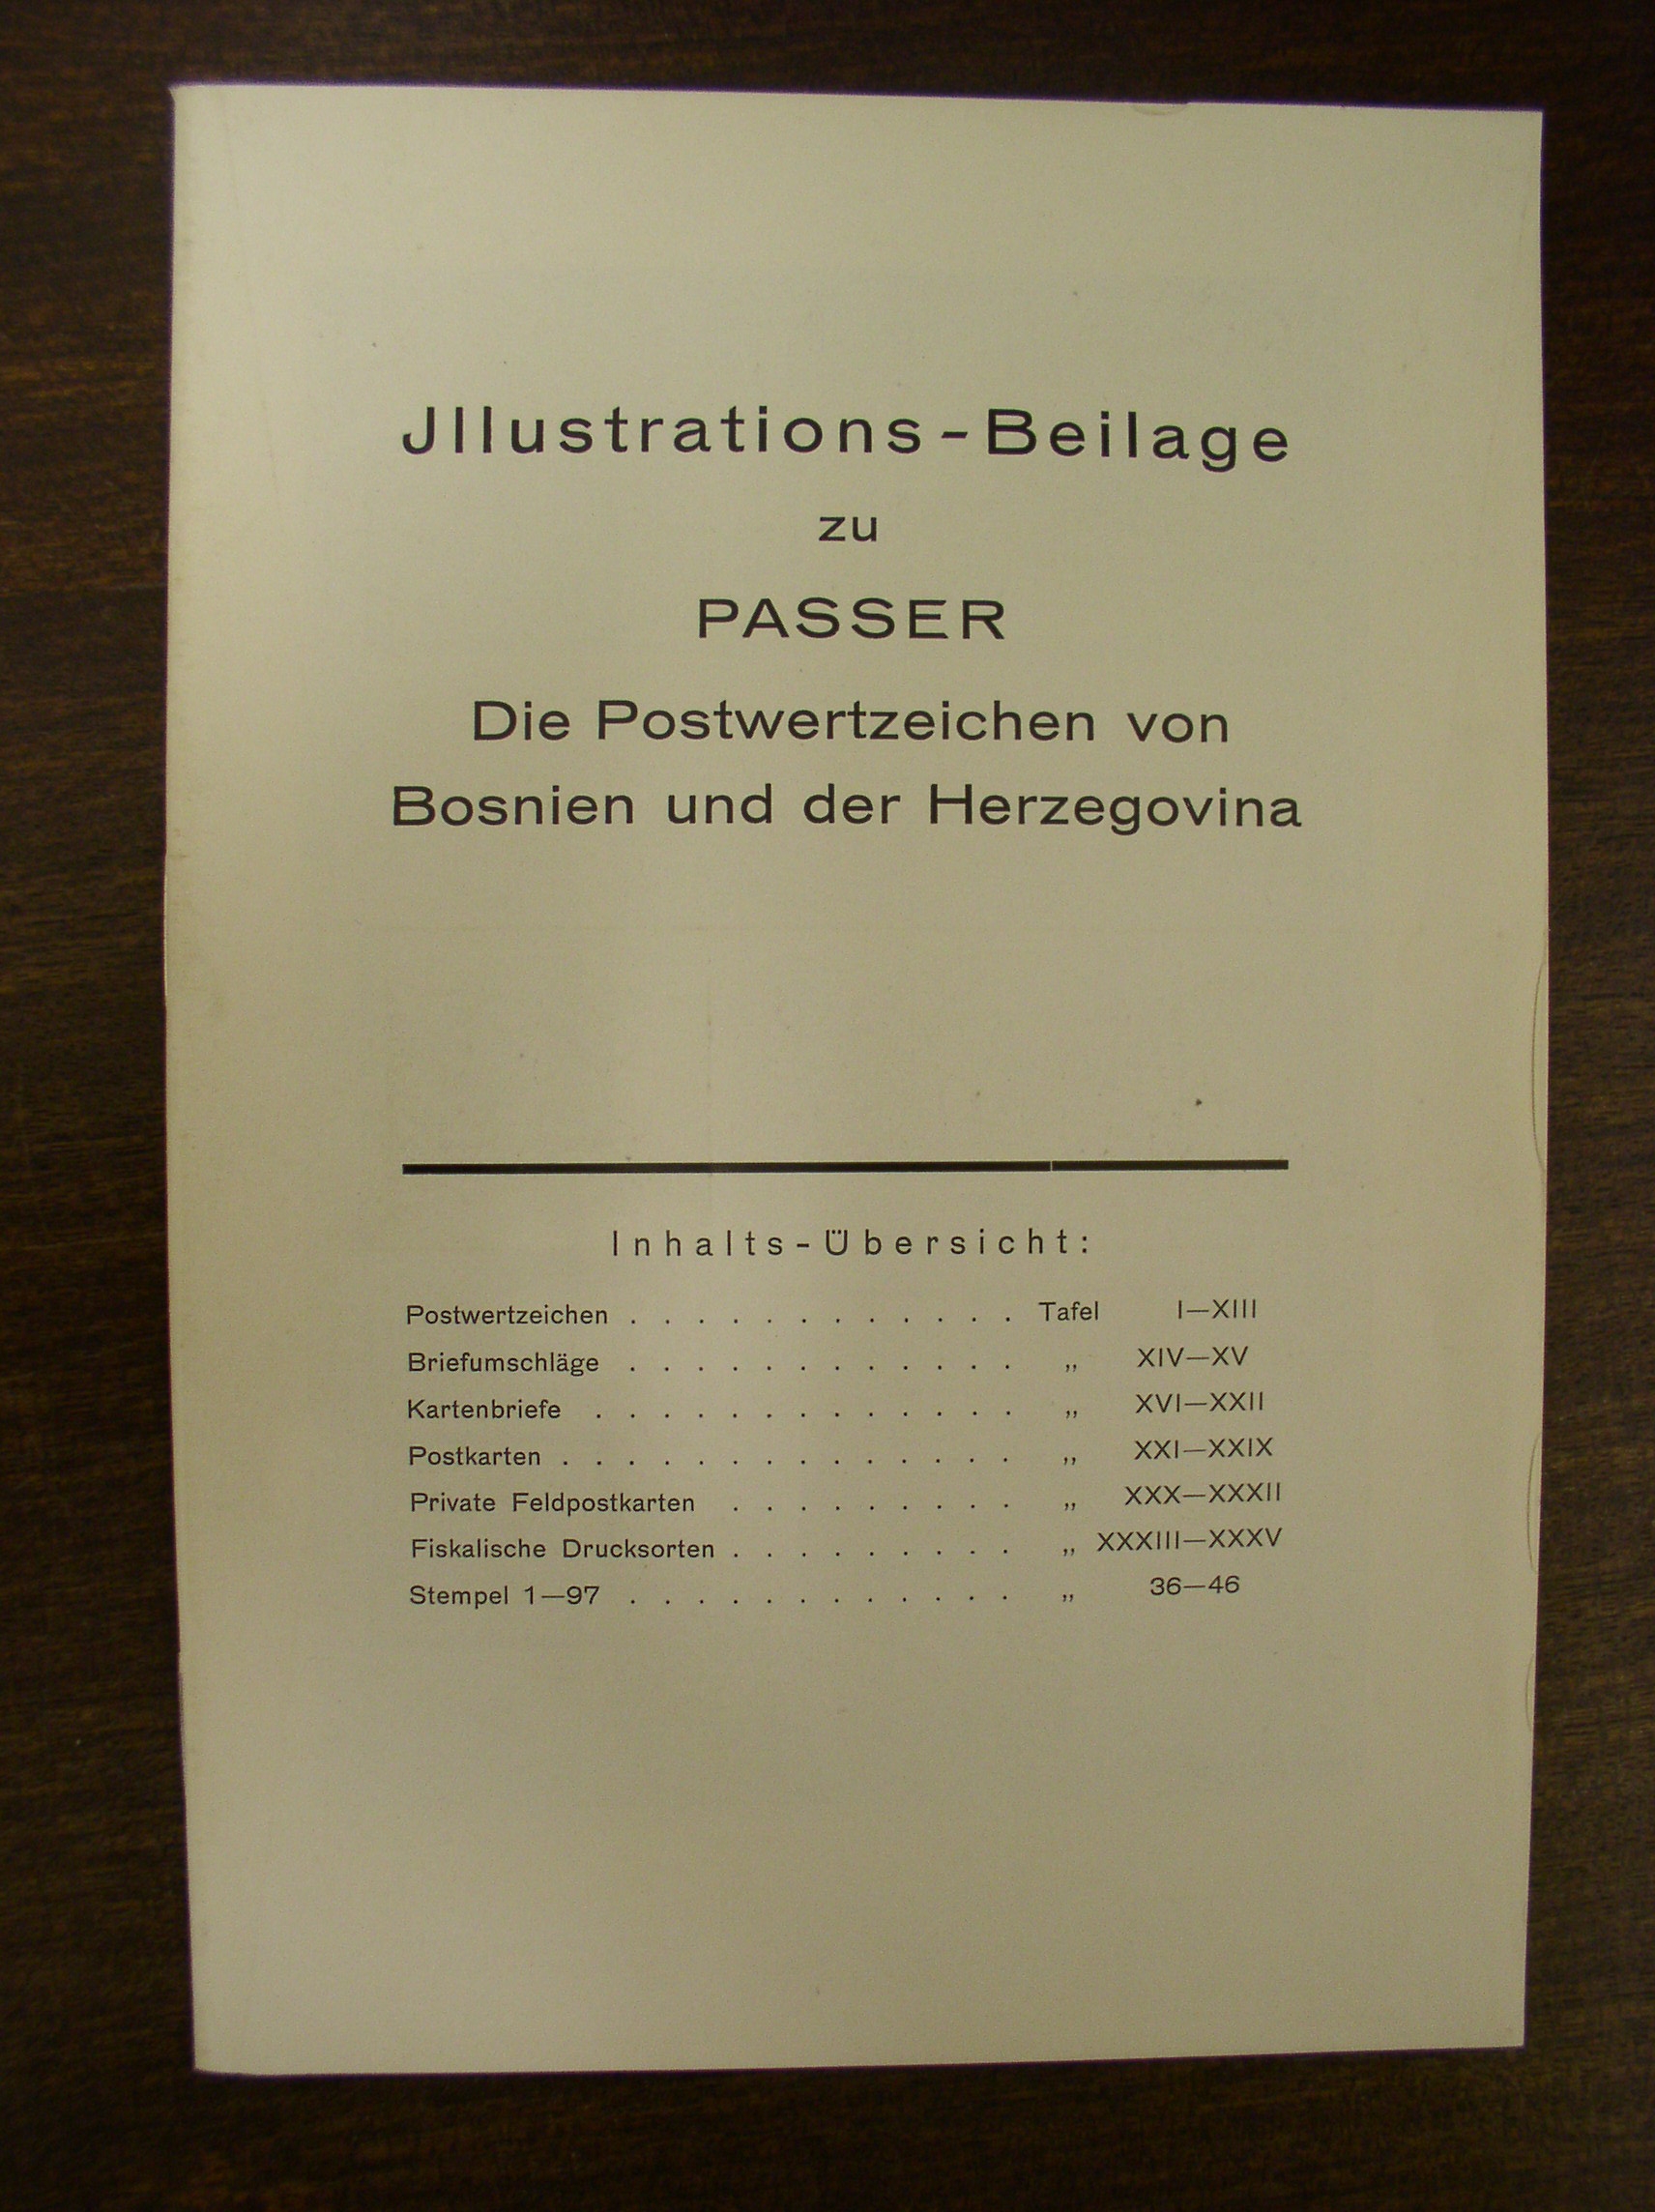 Jllustrations-Beilage
zu
PASSER
Die Postwertzeichen von
Bosnien und der Herzegovina
Inhalts-Übersicht:
Postwertzeichen . . . . . . . . . . . . Tafel I—XIII
Briefumschläge . . . . . . . . . . . . „ XIV—XV
Kartenbriefe . . . . . . . . . . . . . „ XVI—XXII
Postkarten . . . . . . . . . . . . . . „ XXI—XXIX
Private Feldpostkarten . . . . . . . . . „ XXX—XXXII
Fiskalische Drucksorten . . . . . . . . . „ XXXIII—XXXV
Stempel 1—97 . . . . . . . . . . . . „ 36—46